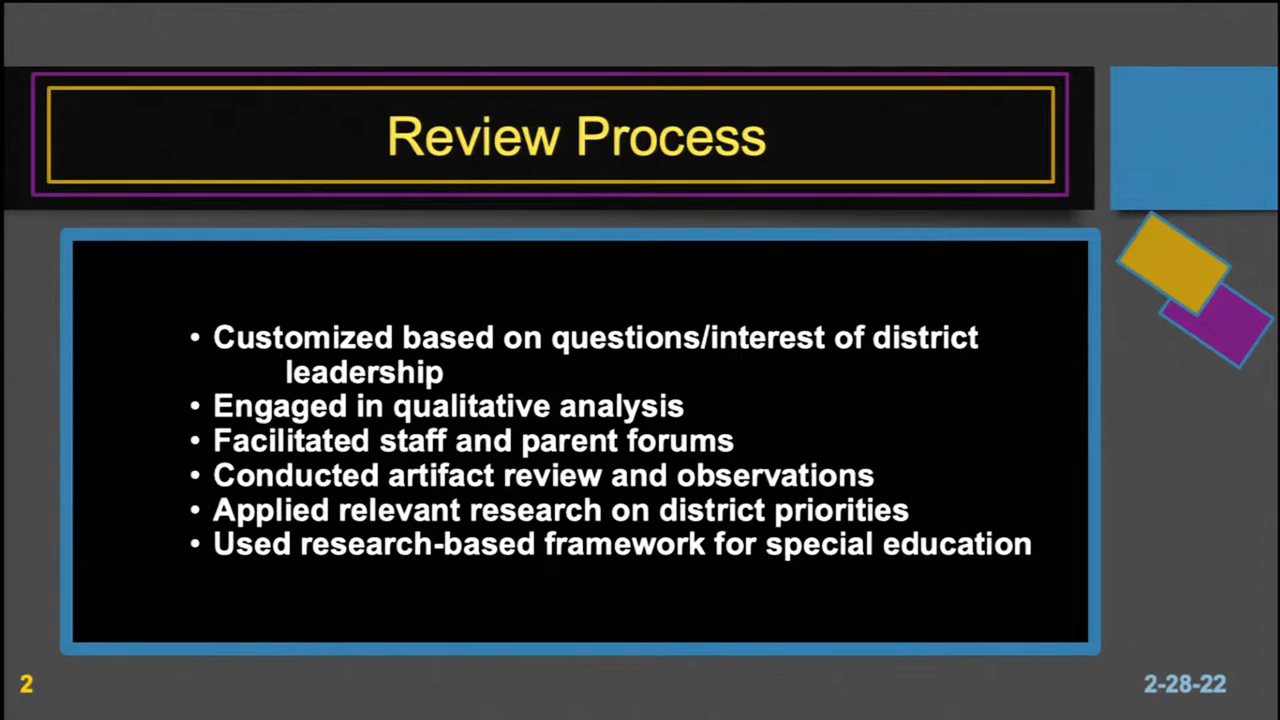 Review Process
• Customized based on questions/interest of district
leadership
• Engaged in qualitative analysis
• Facilitated staff and parent forums
• Conducted artifact review and observations
• Applied relevant research on district priorities
• Used research-based framework for special education
2
2-28-22